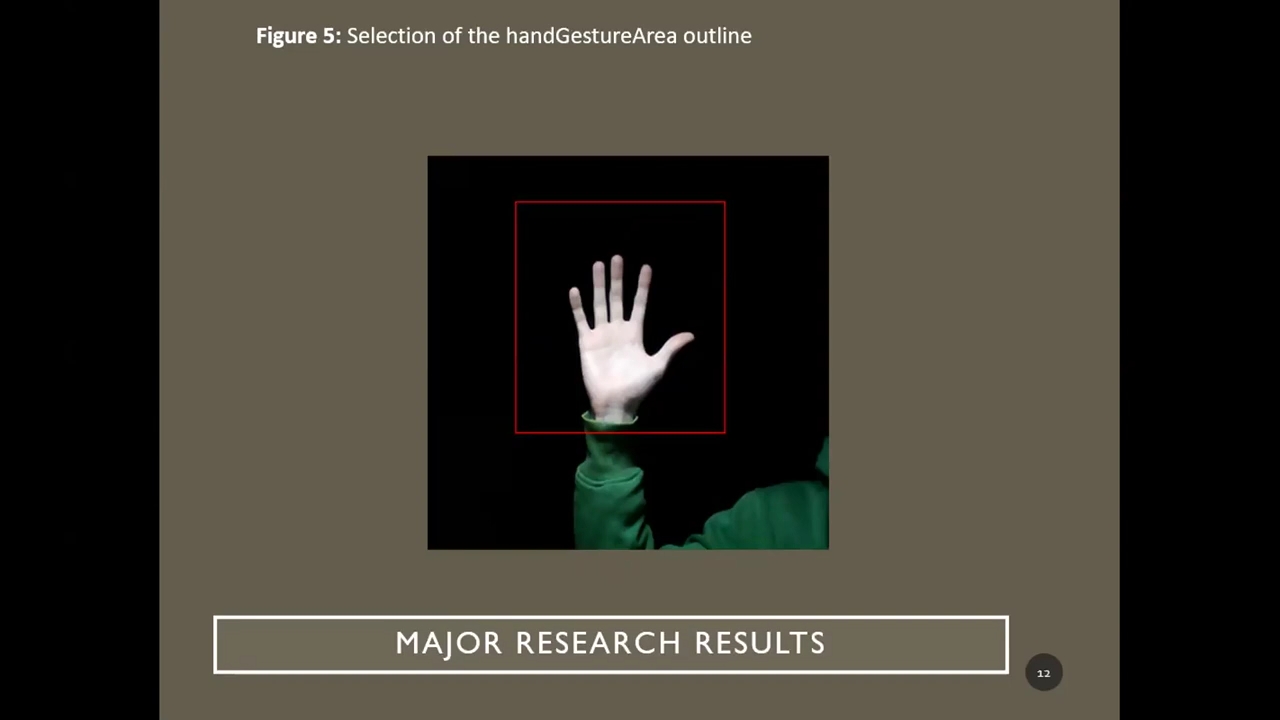 Figure 5: Selection of the handGestureArea outline
MAJOR RESEARCH RESULTS
12